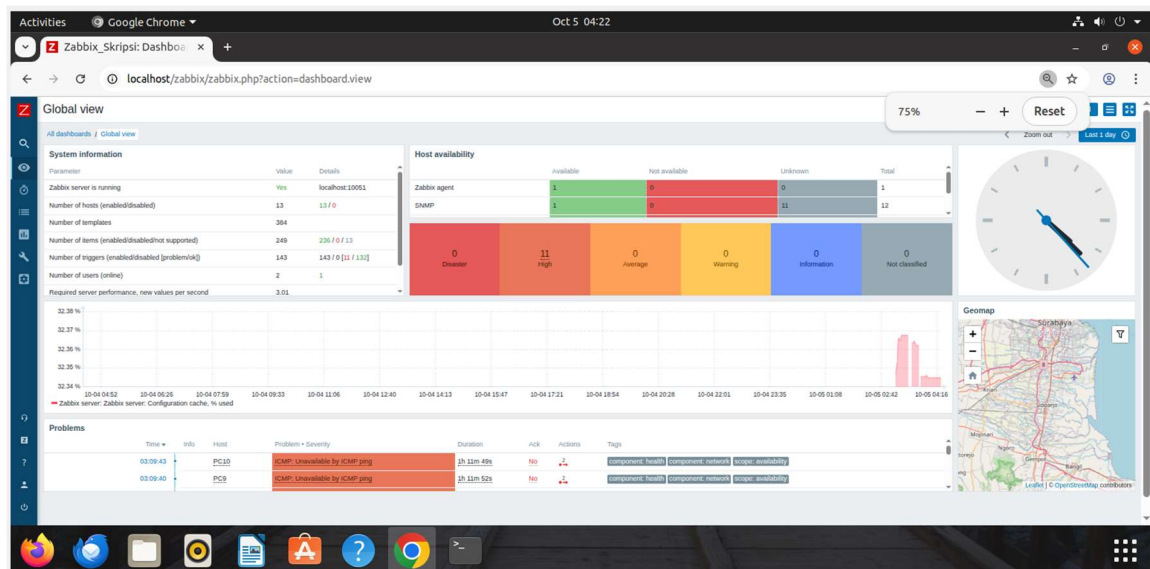 Activities Google Chrome Oct 5 04:22
Zabbix_Skripsi: Dashboa
localhost/zabbix/zabbix.php?action=dashboard.view
Global view
75% Reset
All dashboards / Global view
Zoom out Last 1 day
System information
Parameter Value Details
Zabbix server is running Yes localhost:10051
Number of hosts (enabled/disabled) 13 13 / 0
Number of templates 384
Number of items (enabled/disabled/not supported) 249 236 / 0 / 13
Number of triggers (enabled/disabled [problem/ok]) 143 143 / 0 [11 / 132]
Number of users (online) 2 1
Required server performance, new values per second 3.01
Host availability
Available Not available Unknown Total
Zabbix agent 1 0 0 1
SNMP 1 0 11 12
0 11 0 0 0 0
Disaster High Average Warning Information Not classified
32.38 %
32.37 %
32.36 %
32.35 %
32.34 %
10-04 04:52 10-04 06:26 10-04 07:59 10-04 09:33 10-04 11:06 10-04 12:40 10-04 14:13 10-04 15:47 10-04 17:21 10-04 18:54 10-04 20:28 10-04 22:01 10-04 23:35 10-05 01:08 10-05 02:42 10-05 04:16
Zabbix server: Zabbix server: Configuration cache, % used
Geomap
Surabaya
Sidoarjo
Mojosari
Ngoro
Gempol
Bangil
Leaflet | © OpenStreetMap contributors
Problems
Time Info Host Problem • Severity Duration Ack Actions Tags
03:09:43 PC10 ICMP: Unavailable by ICMP ping 1h 11m 49s No 2 component: health component: network scope: availability
03:09:40 PC9 ICMP: Unavailable by ICMP ping 1h 11m 52s No 2 component: health component: network scope: availability